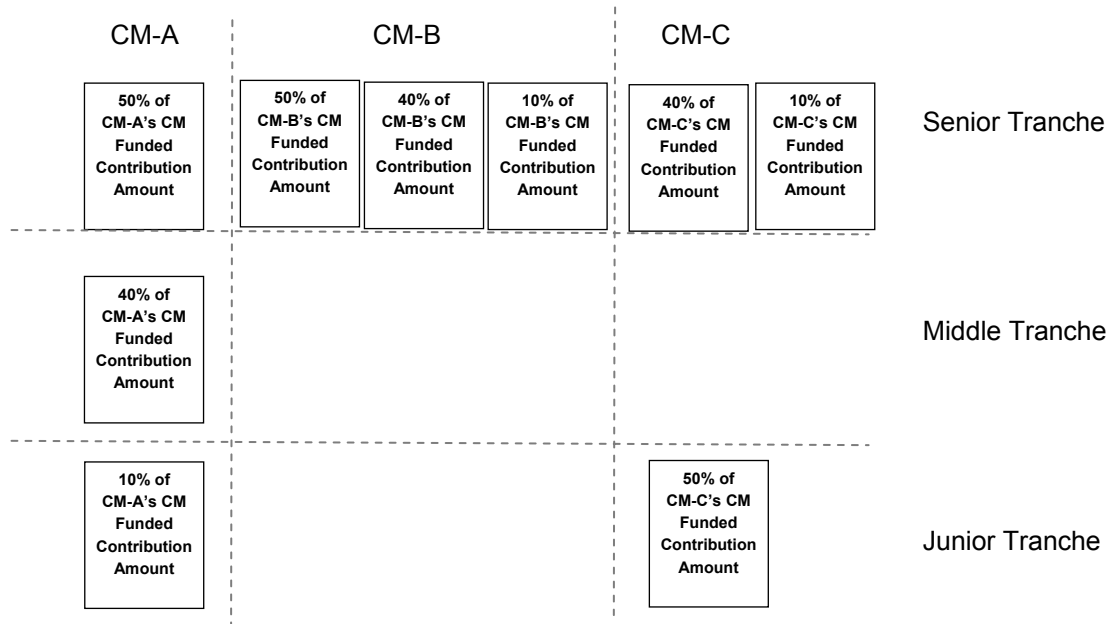 CM-A
CM-B
CM-C
50% of
CM-A's CM
Funded
Contribution
Amount
50% of
CM-B's CM
Funded
Contribution
Amount
40% of
CM-B's CM
Funded
Contribution
Amount
10% of
CM-B's CM
Funded
Contribution
Amount
40% of
CM-C's CM
Funded
Contribution
Amount
10% of
CM-C's CM
Funded
Contribution
Amount
Senior Tranche
40% of
CM-A's CM
Funded
Contribution
Amount
Middle Tranche
10% of
CM-A's CM
Funded
Contribution
Amount
50% of
CM-C's CM
Funded
Contribution
Amount
Junior Tranche